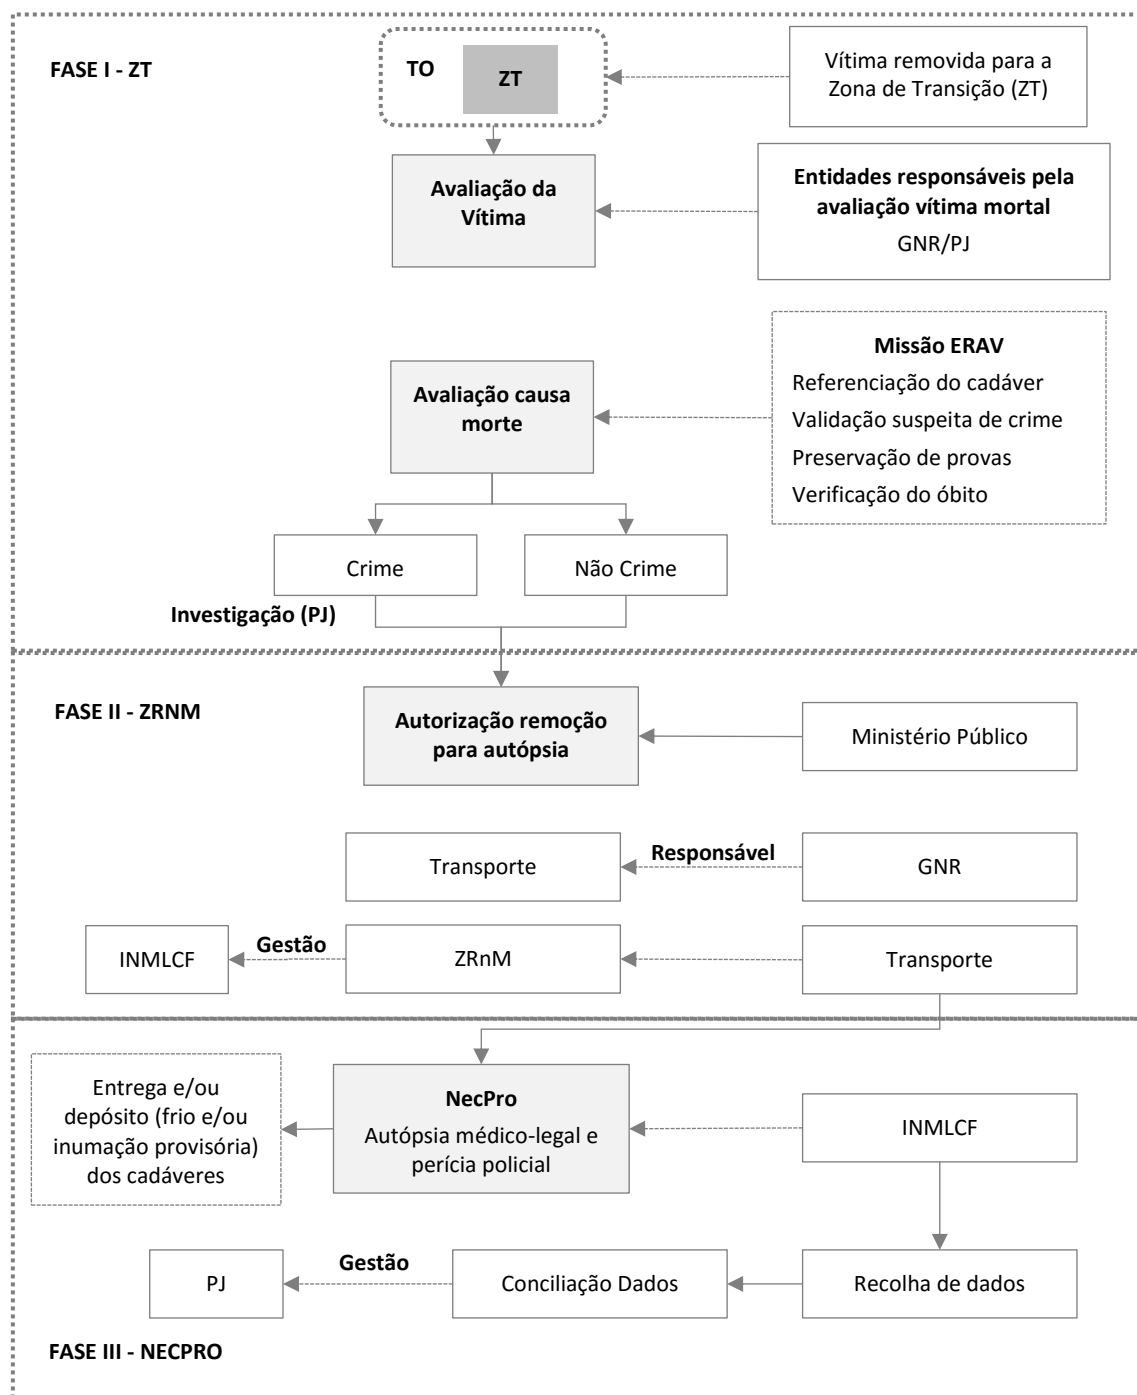 FASE I - ZT
TO
ZT
Vítima removida para a
Zona de Transição (ZT)
Avaliação da
Vítima
Entidades responsáveis pela
avaliação vítima mortal
GNR/PJ
Avaliação causa
morte
Missão ERAV
Referenciação do cadáver
Validação suspeita de crime
Preservação de provas
Verificação do óbito
Crime
Não Crime
Investigação (PJ)
FASE II - ZRNM
Autorização remoção
para autópsia
Ministério Público
Transporte
Responsável
GNR
INMLCF
Gestão
ZRnM
Transporte
Entrega e/ou
depósito (frio e/ou
inumação provisória)
dos cadáveres
NecPro
Autópsia médico-legal e
perícia policial
INMLCF
PJ
Gestão
Conciliação Dados
Recolha de dados
FASE III - NECPRO